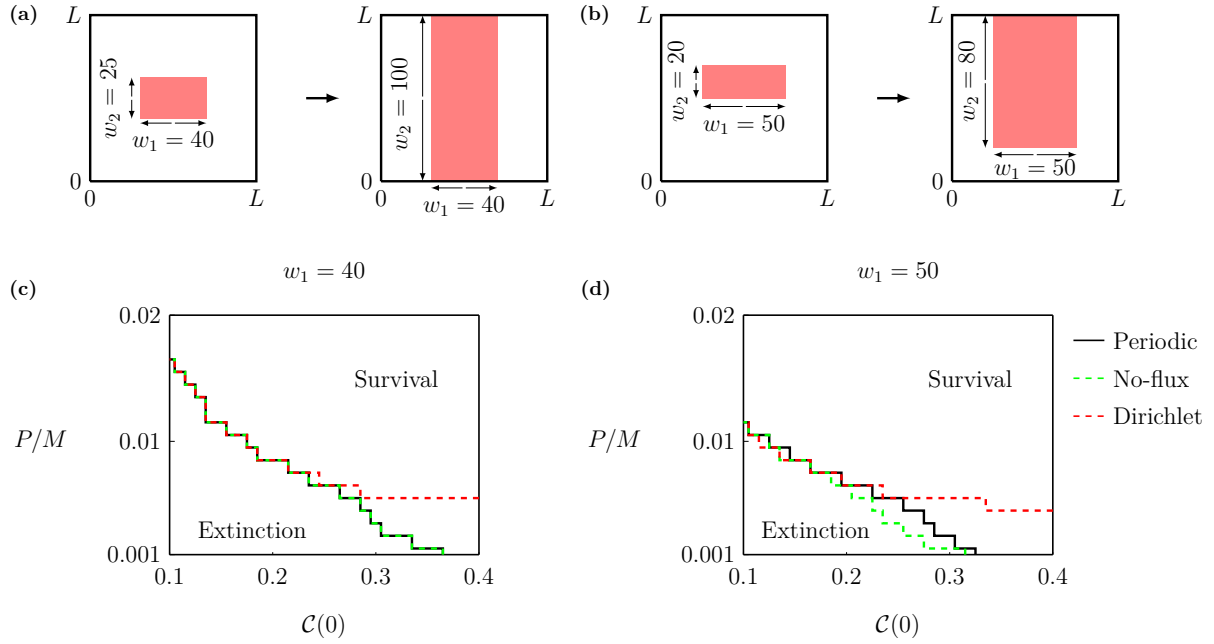 (a)
L
w₂ = 25
w₁ = 40
0
0
L
w₂ = 100
w₁ = 40
0
L
(b)
L
w₂ = 20
w₁ = 50
0
0
L
L
w₂ = 80
w₁ = 50
0
0
L
w₁ = 40
(c)
0.02
Survival
P/M
0.01
Extinction
0.001
0.1
0.2
0.3
0.4
C(0)
w₁ = 50
(d)
0.02
Survival
P/M
0.01
Extinction
0.001
0.1
0.2
0.3
0.4
C(0)
Periodic
No-flux
Dirichlet